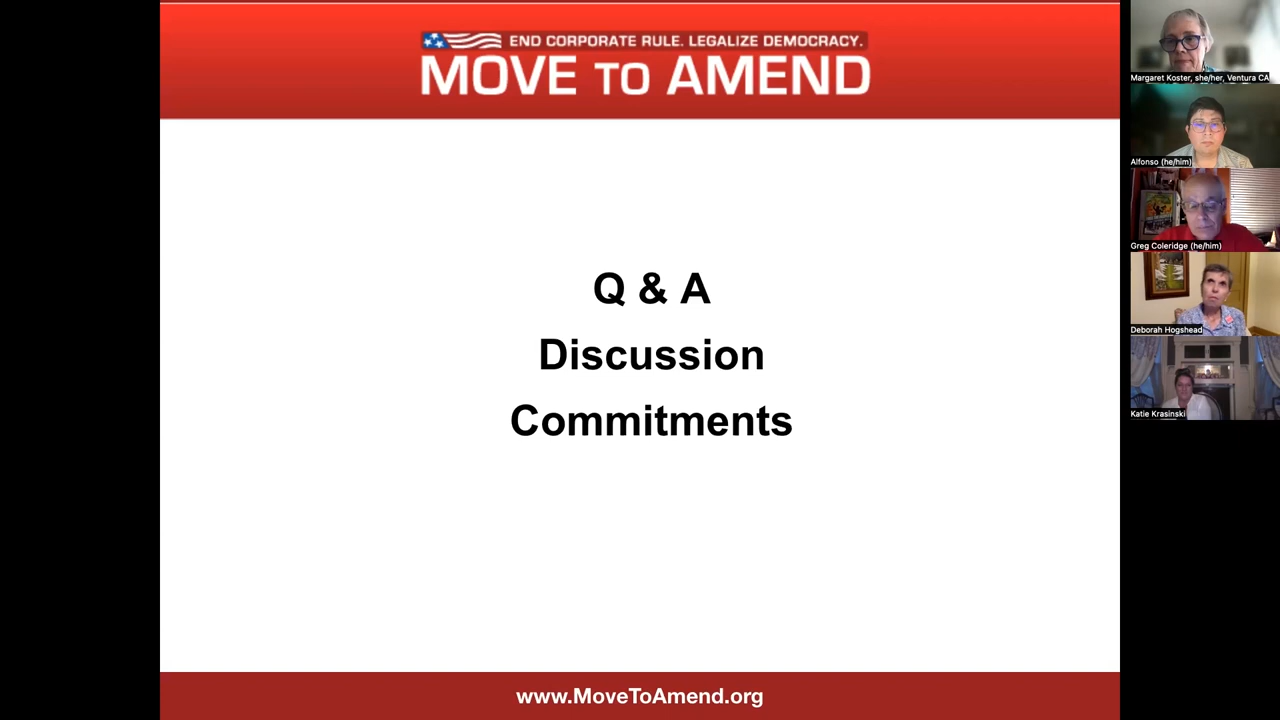 END CORPORATE RULE. LEGALIZE DEMOCRACY.
MOVE TO AMEND
Q & A
Discussion
Commitments
www.MoveToAmend.org
Margaret Koster, she/her, Ventura CA
Alfonso (he/him)
Greg Coleridge (he/him)
Deborah Hogshead
Katie Krasinski